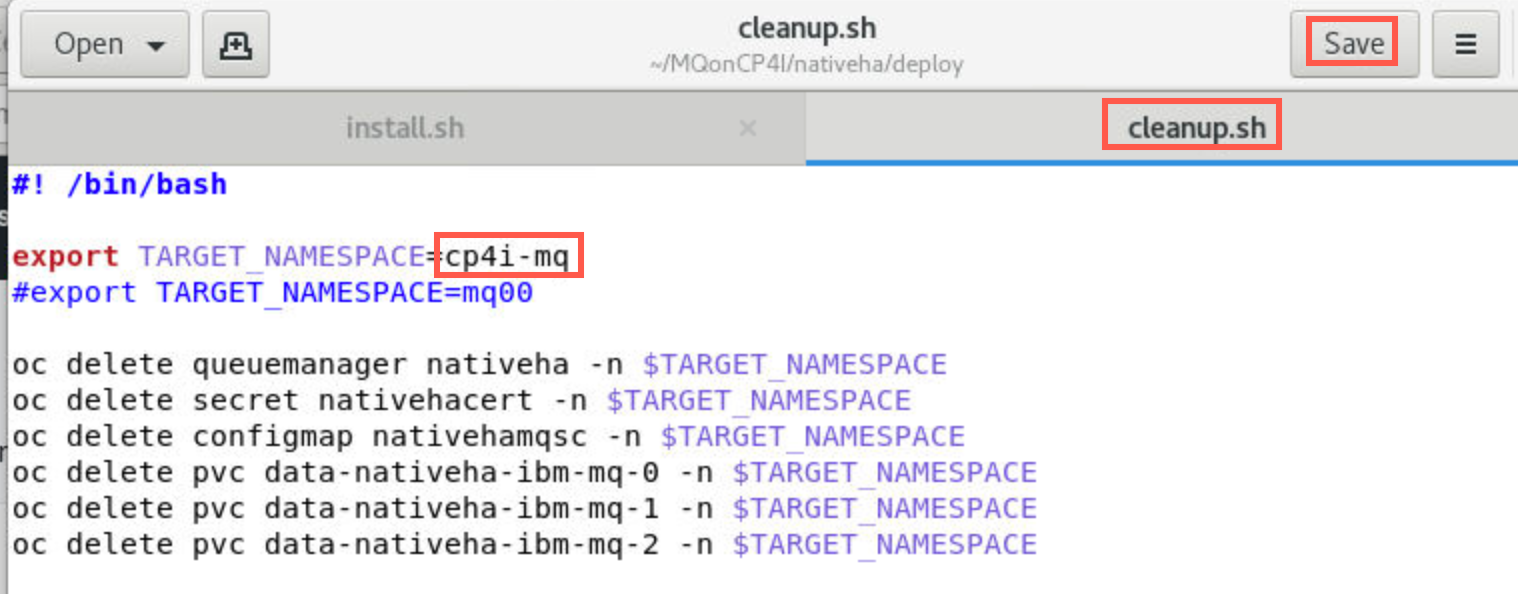 Open
cleanup.sh
~/MQonCP4I/nativeha/deploy
Save
install.sh
cleanup.sh
#! /bin/bash
export TARGET_NAMESPACE=cp4i-mq
#export TARGET_NAMESPACE=mq00
oc delete queuemanager nativeha -n $TARGET_NAMESPACE
oc delete secret nativehacert -n $TARGET_NAMESPACE
oc delete configmap nativehamqsc -n $TARGET_NAMESPACE
oc delete pvc data-nativeha-ibm-mq-0 -n $TARGET_NAMESPACE
oc delete pvc data-nativeha-ibm-mq-1 -n $TARGET_NAMESPACE
oc delete pvc data-nativeha-ibm-mq-2 -n $TARGET_NAMESPACE